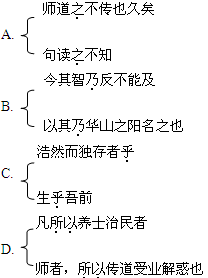 A.
师道之不传也久矣
句读之不知
B.
今其智乃反不能及
以其乃华山之阳名之也
C.
浩然而独存者乎
生乎吾前
D.
凡所以养士治民者
师者，所以传道受业解惑也